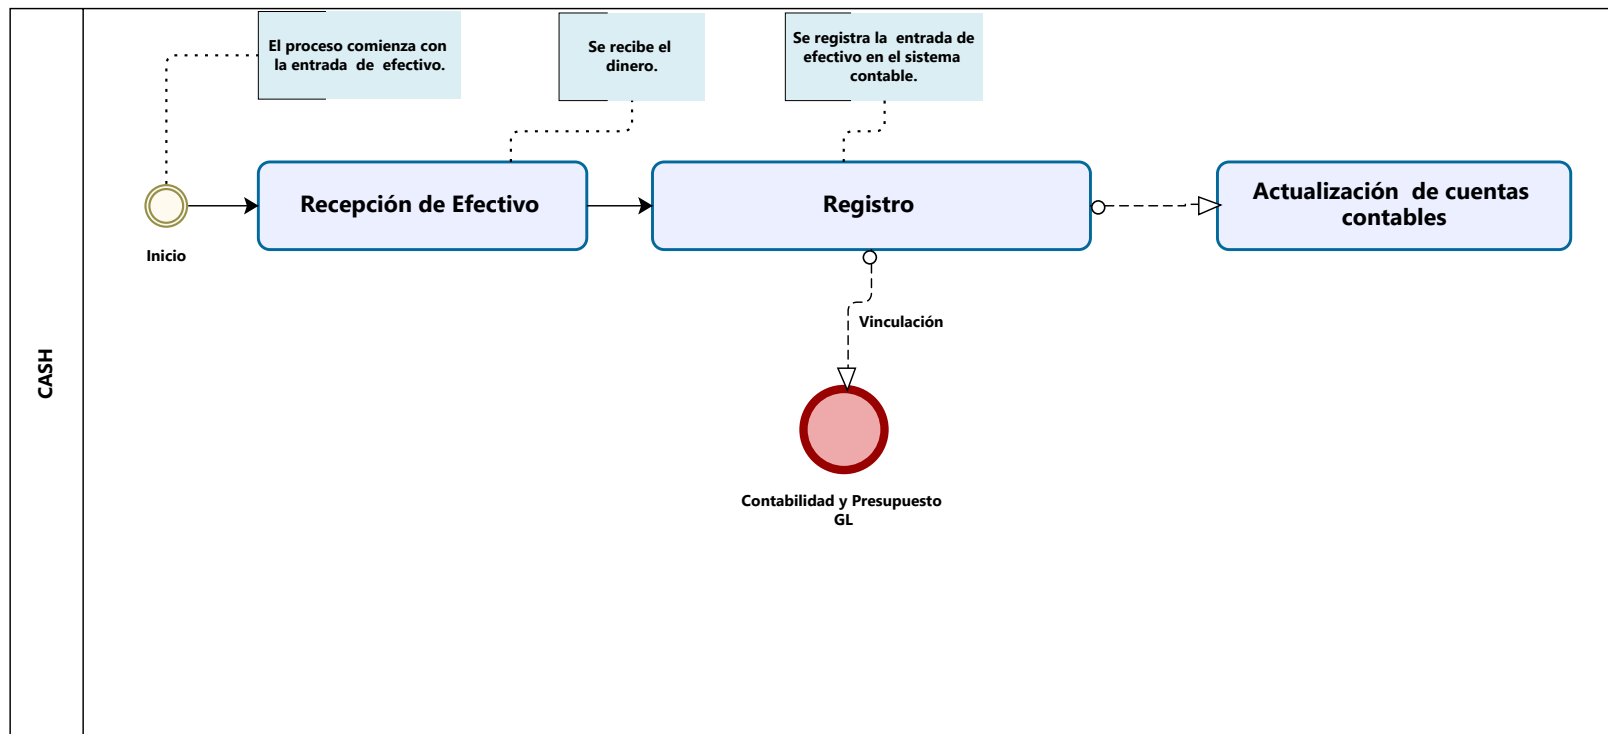 El proceso comienza con
la entrada de efectivo.
Se recibe el
dinero.
Se registra la entrada de
efectivo en el sistema
contable.
Recepción de Efectivo
Registro
Actualización de cuentas
contables
Inicio
Vinculación
CASH
Contabilidad y Presupuesto
GL